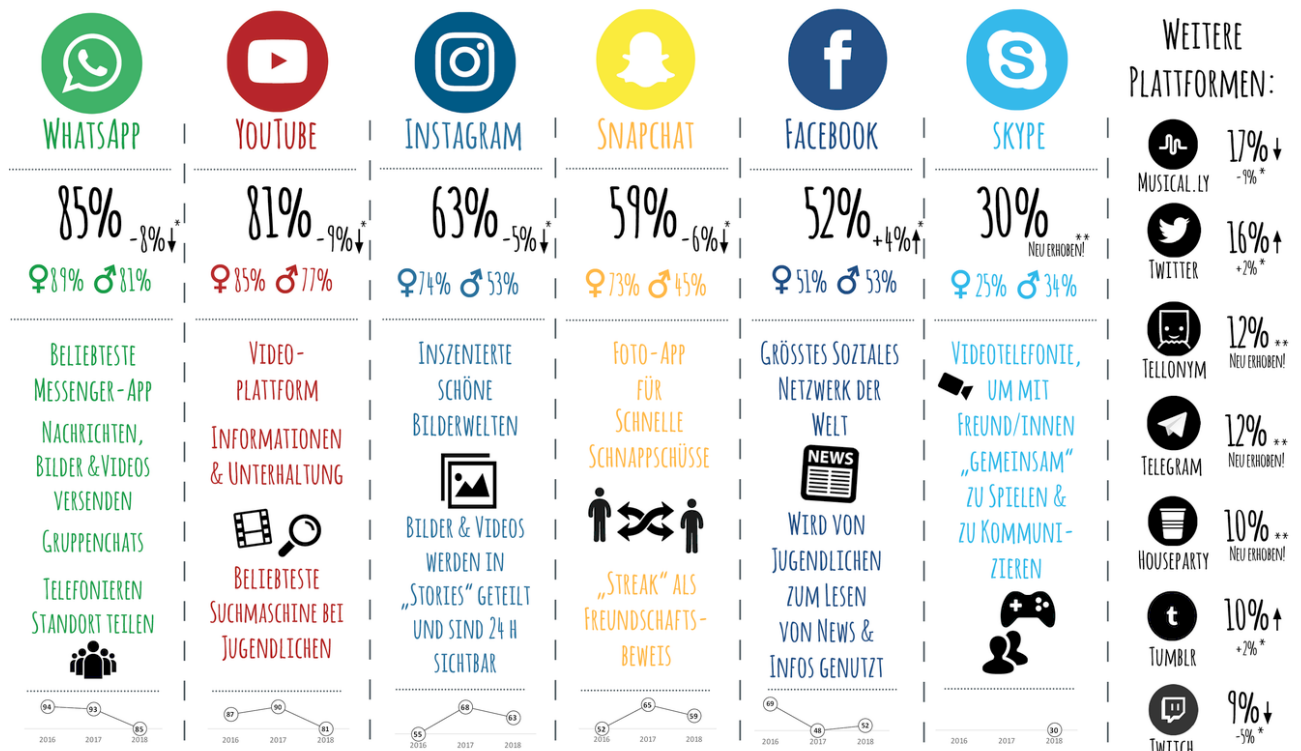 WhatsApp
85% -8%↓*
♀89% ♂81%
Beliebteste
Messenger-App
Nachrichten,
Bilder &Videos
versenden
Gruppenchats
Telefonieren
Standort teilen
94
93
85
2016 2017 2018
YouTube
81% -9%↓*
♀85% ♂77%
Video-
plattform
Informationen
& Unterhaltung
Beliebteste
Suchmaschine bei
Jugendlichen
87
90
81
2016 2017 2018
Instagram
63% -5%↓*
♀74% ♂53%
Inszenierte
schöne
Bilderwelten
Bilder & Videos
werden in
„Stories“ geteilt
und sind 24 h
sichtbar
55
68
63
2016 2017 2018
Snapchat
59% -6%↓*
♀73% ♂45%
Foto-App
für
Schnelle
Schnappschüsse
„Streak“ als
Freundschafts-
beweis
52
65
59
2016 2017 2018
f
Facebook
52% +4%↑*
♀51% ♂53%
Grösstes Soziales
Netzwerk der
Welt
NEWS
Wird von
Jugendlichen
zum Lesen
von News &
Infos genutzt
69
48
52
2016 2017 2018
S
Skype
30% **
Neu erhoben!
♀25% ♂34%
Videotelefonie,
um mit
Freund/innen
„gemeinsam“
zu Spielen &
zu Kommuni-
zieren
30
2016 2017 2018
Weitere
Plattformen:
Musical.ly
17%↓
-9%*
Twitter
16%↑
+2%*
Tellonym
12% **
Neu erhoben!
Telegram
12% **
Neu erhoben!
Houseparty
10% **
Neu erhoben!
t
Tumblr
10%↑
+2%*
Twitch
9%↓
-5%*